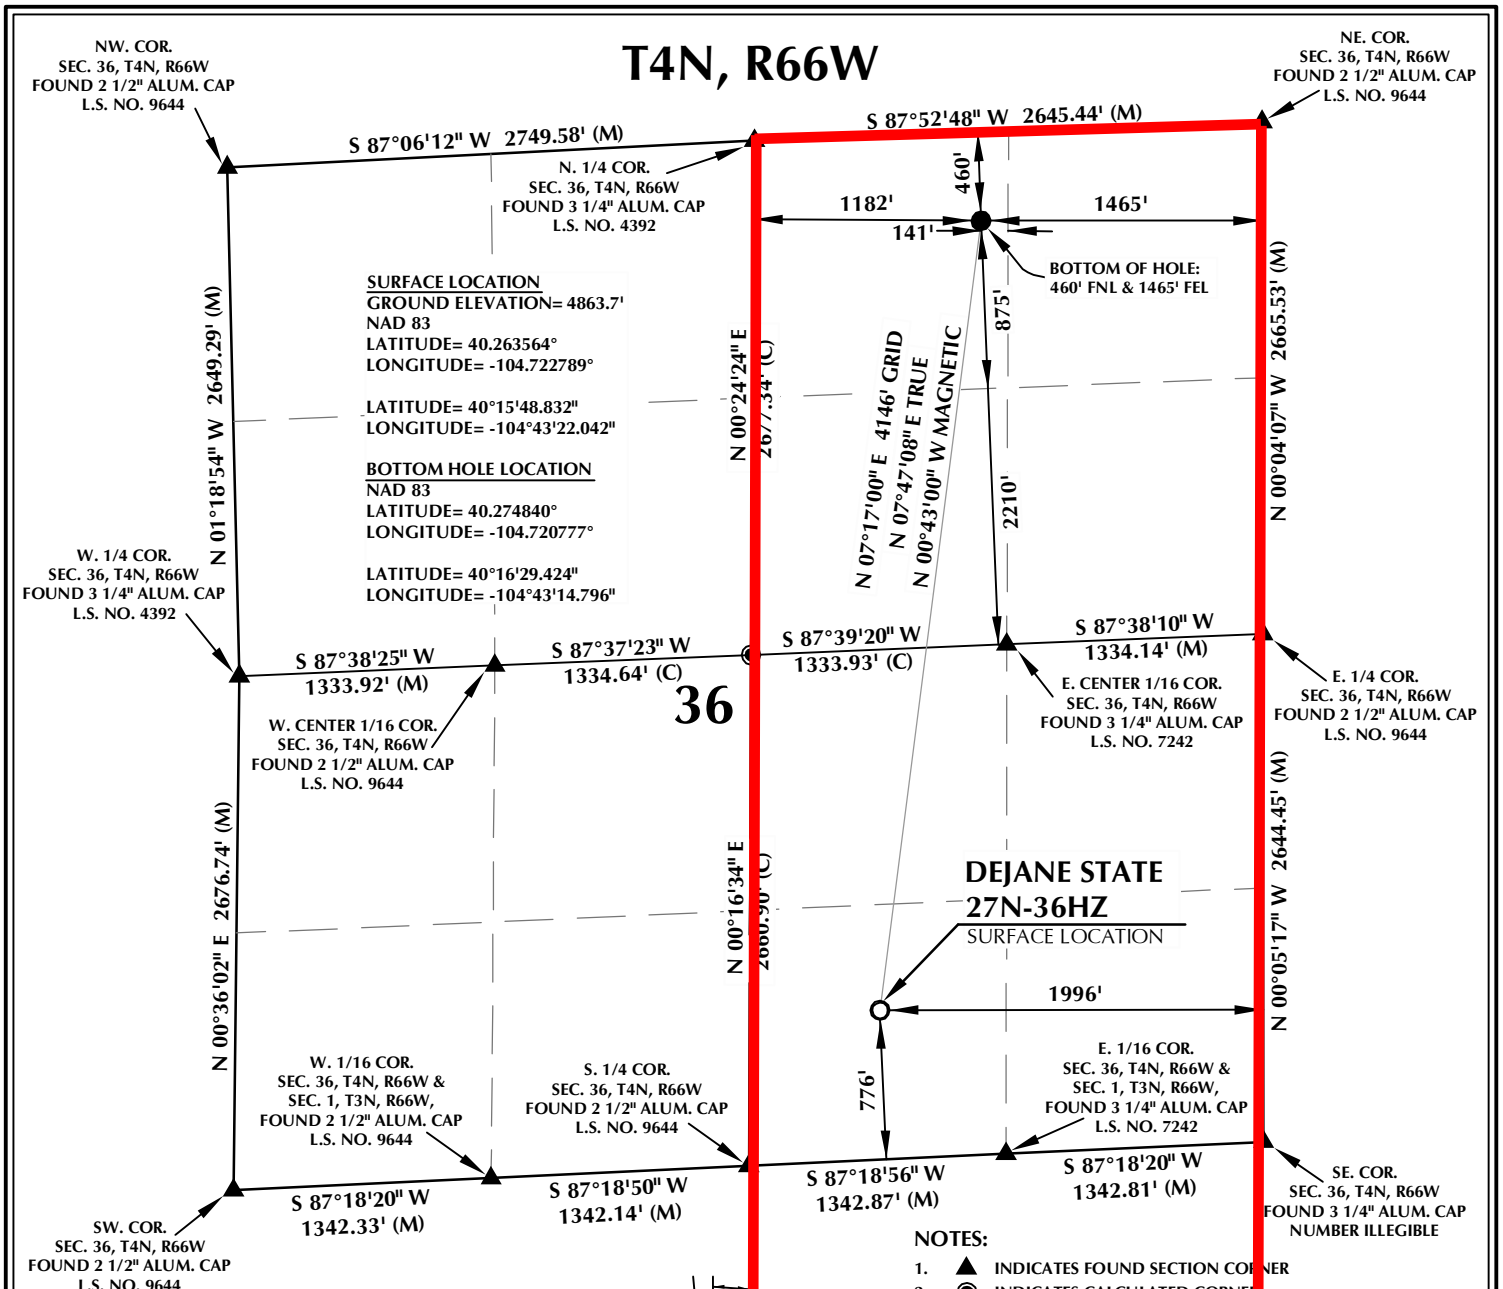 T4N, R66W
NW. COR.
SEC. 36, T4N, R66W
FOUND 2 1/2" ALUM. CAP
L.S. NO. 9644
NE. COR.
SEC. 36, T4N, R66W
FOUND 2 1/2" ALUM. CAP
L.S. NO. 9644
S 87°06'12" W 2749.58' (M)
S 87°52'48" W 2645.44' (M)
N. 1/4 COR.
SEC. 36, T4N, R66W
FOUND 3 1/4" ALUM. CAP
L.S. NO. 4392
460'
1182'
1465'
141'
BOTTOM OF HOLE:
460' FNL & 1465' FEL
SURFACE LOCATION
GROUND ELEVATION= 4863.7'
NAD 83
LATITUDE= 40.263564°
LONGITUDE= -104.722789°
LATITUDE= 40°15'48.832"
LONGITUDE= -104°43'22.042"
BOTTOM HOLE LOCATION
NAD 83
LATITUDE= 40.274840°
LONGITUDE= -104.720777°
LATITUDE= 40°16'29.424"
LONGITUDE= -104°43'14.796"
N 01°18'54" W 2649.29' (M)
N 00°24'24" E
2677.34' (C)
875'
N 07°17'00" E 4146' GRID
N 07°47'08" E TRUE
N 00°43'00" W MAGNETIC
2210'
N 00°04'07" W 2665.53' (M)
W. 1/4 COR.
SEC. 36, T4N, R66W
FOUND 3 1/4" ALUM. CAP
L.S. NO. 4392
S 87°38'25" W
1333.92' (M)
S 87°37'23" W
1334.64' (C)
S 87°39'20" W
1333.93' (C)
S 87°38'10" W
1334.14' (M)
36
W. CENTER 1/16 COR.
SEC. 36, T4N, R66W
FOUND 2 1/2" ALUM. CAP
L.S. NO. 9644
E. CENTER 1/16 COR.
SEC. 36, T4N, R66W
FOUND 3 1/4" ALUM. CAP
L.S. NO. 7242
E. 1/4 COR.
SEC. 36, T4N, R66W
FOUND 2 1/2" ALUM. CAP
L.S. NO. 9644
N 00°36'02" E 2676.74' (M)
N 00°16'34" E
2660.90' (C)
N 00°05'17" W 2644.45' (M)
DEJANE STATE
27N-36HZ
SURFACE LOCATION
1996'
776'
W. 1/16 COR.
SEC. 36, T4N, R66W &
SEC. 1, T3N, R66W,
FOUND 2 1/2" ALUM. CAP
L.S. NO. 9644
S. 1/4 COR.
SEC. 36, T4N, R66W
FOUND 2 1/2" ALUM. CAP
L.S. NO. 9644
E. 1/16 COR.
SEC. 36, T4N, R66W &
SEC. 1, T3N, R66W,
FOUND 3 1/4" ALUM. CAP
L.S. NO. 7242
S 87°18'20" W
1342.33' (M)
S 87°18'50" W
1342.14' (M)
S 87°18'56" W
1342.87' (M)
S 87°18'20" W
1342.81' (M)
SE. COR.
SEC. 36, T4N, R66W
FOUND 3 1/4" ALUM. CAP
NUMBER ILLEGIBLE
SW. COR.
SEC. 36, T4N, R66W
FOUND 2 1/2" ALUM. CAP
L.S. NO. 9644
NOTES:
1. INDICATES FOUND SECTION CORNER
INDICATES CALCULATED CORNER